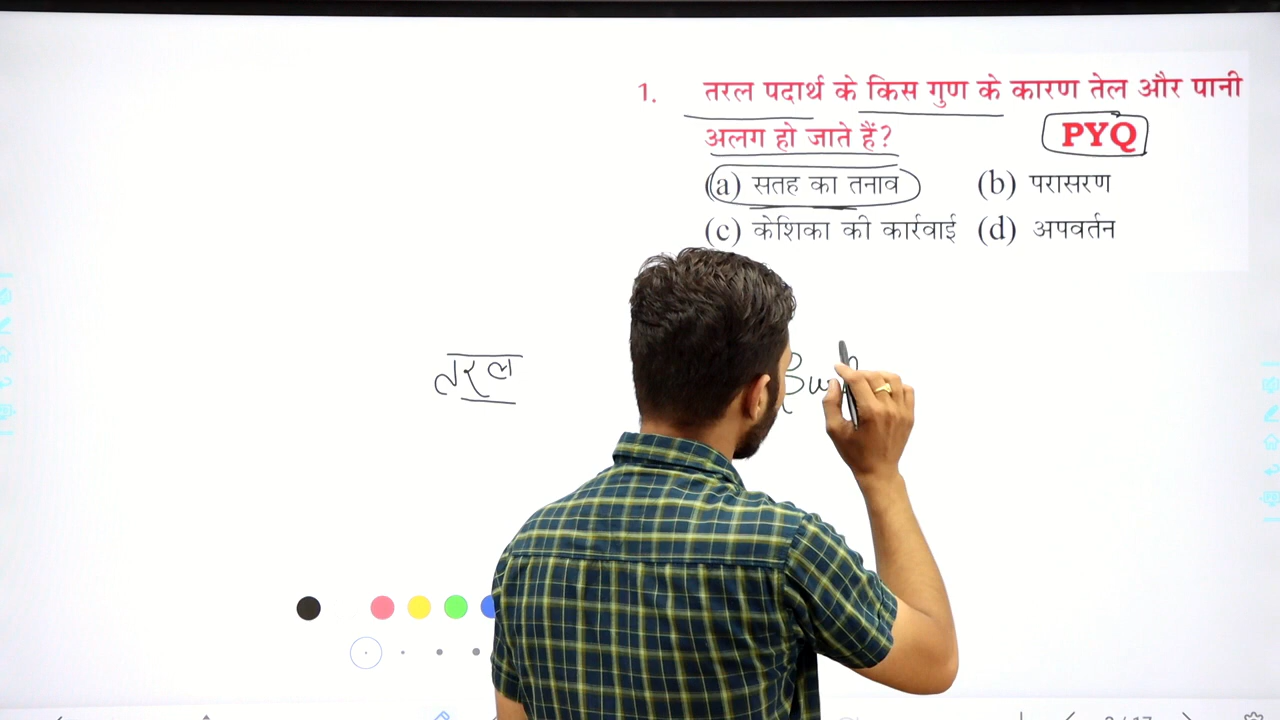 1. तरल पदार्थ के किस गुण के कारण तेल और पानी
अलग हो जाते हैं?
PYQ
(a) सतह का तनाव (b) परासरण
(c) केशिका की कार्रवाई (d) अपवर्तन
तरल